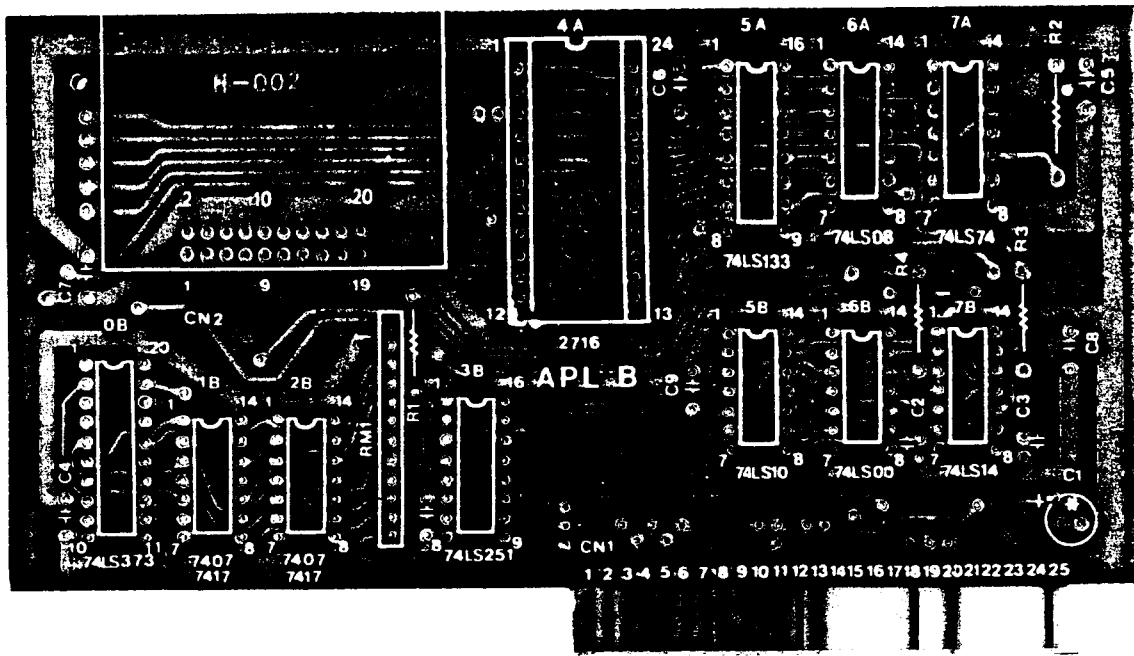 4A 5A 6A 7A
1 24 1 16 1 14 1 14
R2
C5
C6
H-002
2 10 20
7 8 7 8
8 9 74LS08 74LS74
74LS133
R3
R4
C7
1 9 19
CN2
12 13
2716
0B 5B 6B 7B
1 14 1 14 1 14
20
APL-B
3B
1 16
C9
C8
1B 2B
1 14 1 14
RM1
R1
C2
C3
C4
7 8 7 8 7 8
74LS10 74LS00 74LS14
C1
10 11 7 8 7 8 8 9
74LS373 7407 7407 74LS251
7417 7417
CN1
1 2 3 4 5 6 7 8 9 10 11 12 13 14 15 16 17 18 19 20 21 22 23 24 25